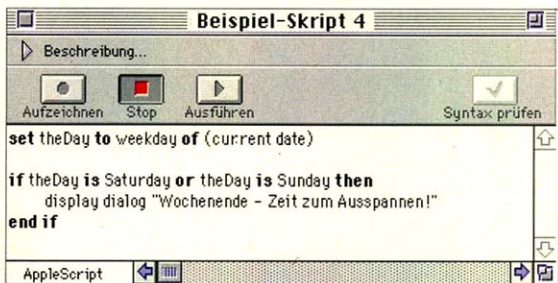 Beispiel-Skript 4
Beschreibung...
Aufzeichnen Stop Ausführen Syntax prüfen
set theDay to weekday of (current date)
if theDay is Saturday or theDay is Sunday then
display dialog "Wochenende - Zeit zum Ausspannen!"
end if
AppleScript